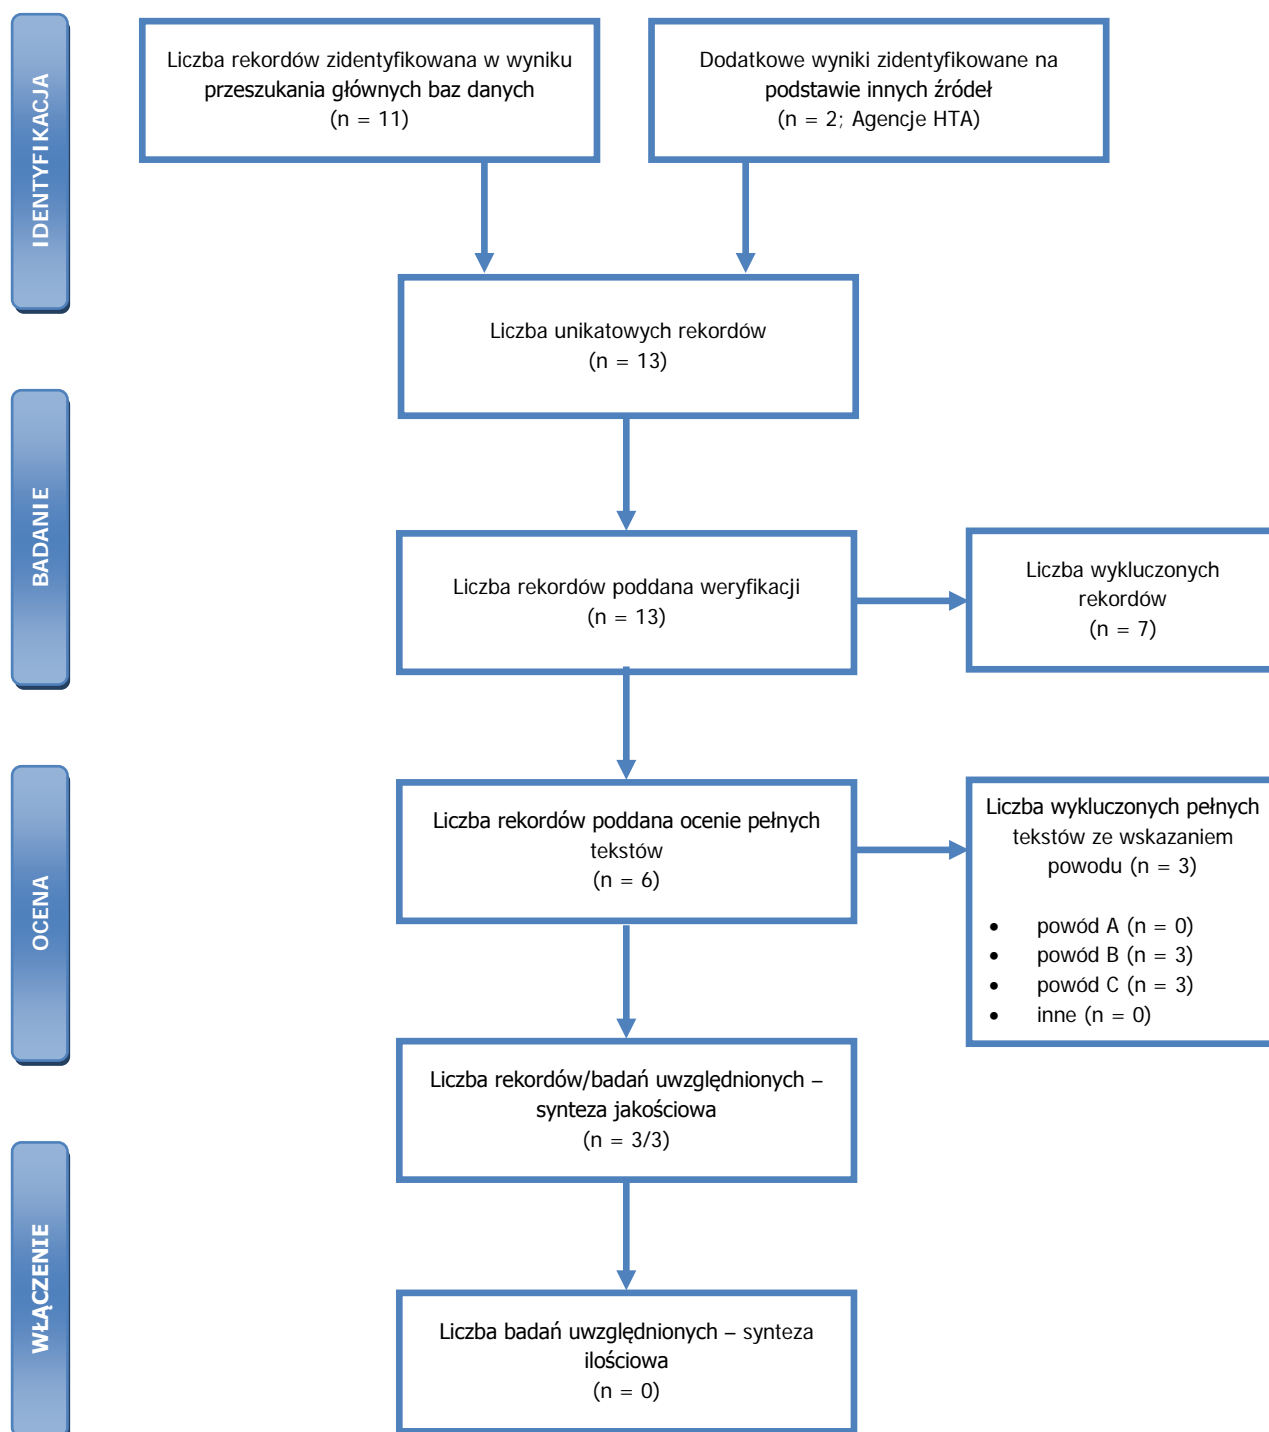 IDENTYFIKACJA
Liczba rekordów zidentyfikowana w wyniku
przeszukania głównych baz danych
(n = 11)
Dodatkowe wyniki zidentyfikowane na
podstawie innych źródeł
(n = 2; Agencje HTA)
Liczba unikatowych rekordów
(n = 13)
BADANIE
Liczba rekordów poddana weryfikacji
(n = 13)
Liczba wykluczonych
rekordów
(n = 7)
OCENA
Liczba rekordów poddana ocenie pełnych
tekstów
(n = 6)
Liczba wykluczonych pełnych
tekstów ze wskazaniem
powodu (n = 3)
• powód A (n = 0)
• powód B (n = 3)
• powód C (n = 3)
• inne (n = 0)
Liczba rekordów/badań uwzględnionych –
synteza jakościowa
(n = 3/3)
WŁĄCZENIE
Liczba badań uwzględnionych – synteza
ilościowa
(n = 0)